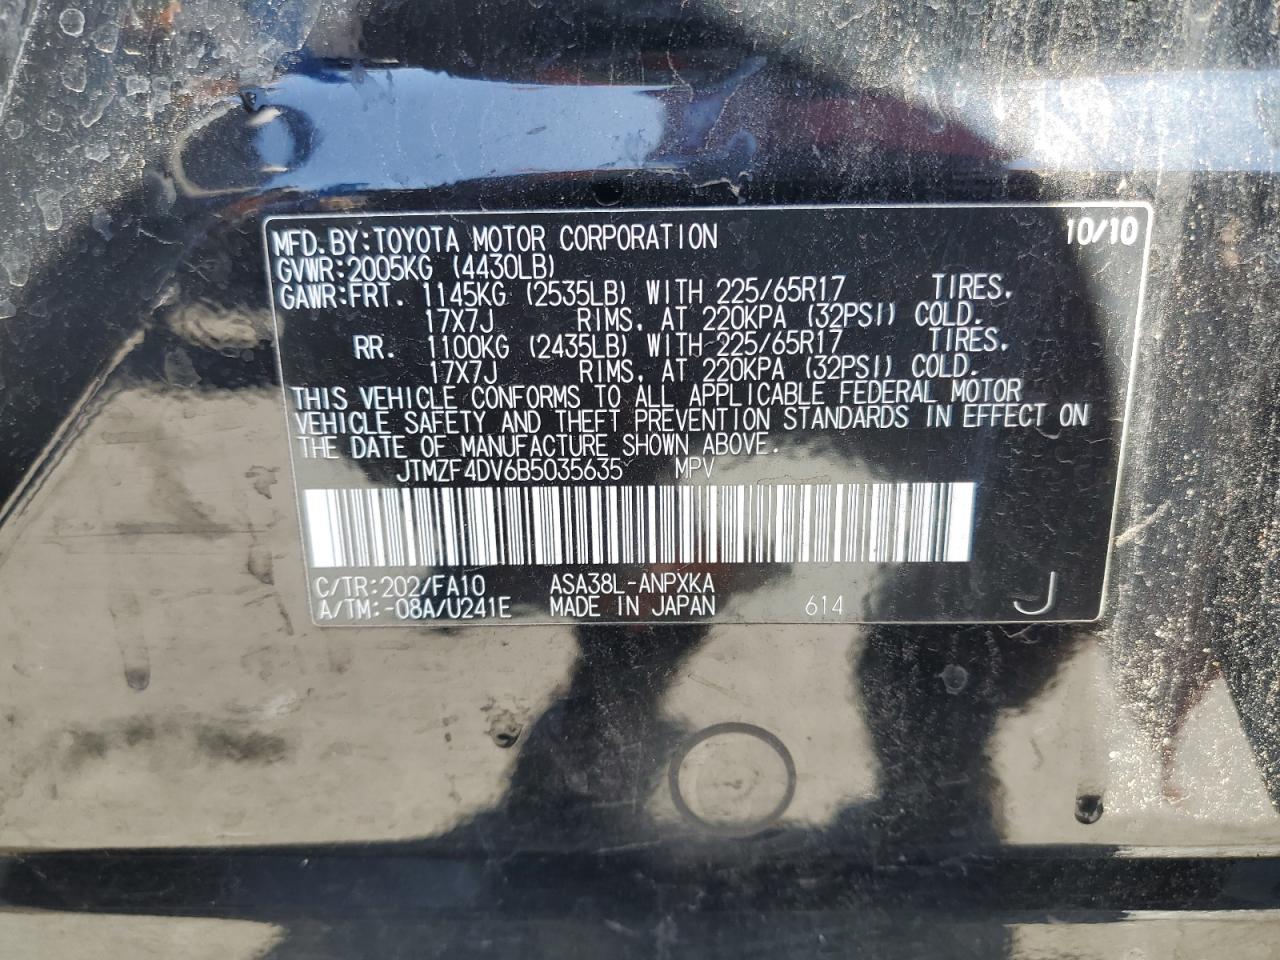 MFD. BY: TOYOTA MOTOR CORPORATION 10/10
GVWR: 2005KG (4430LB)
GAWR: FRT. 1145KG (2535LB) WITH 225/65R17 TIRES,
17X7J RIMS, AT 220KPA (32PSI) COLD.
RR. 1100KG (2435LB) WITH 225/65R17 TIRES,
17X7J RIMS, AT 220KPA (32PSI) COLD.
THIS VEHICLE CONFORMS TO ALL APPLICABLE FEDERAL MOTOR
VEHICLE SAFETY AND THEFT PREVENTION STANDARDS IN EFFECT ON
THE DATE OF MANUFACTURE SHOWN ABOVE.
JTMZF4DV6B5035635 MPV
C/TR: 202/FA10 ASA38L-ANPXKA
A/TM: -08A/U241E MADE IN JAPAN 614 J